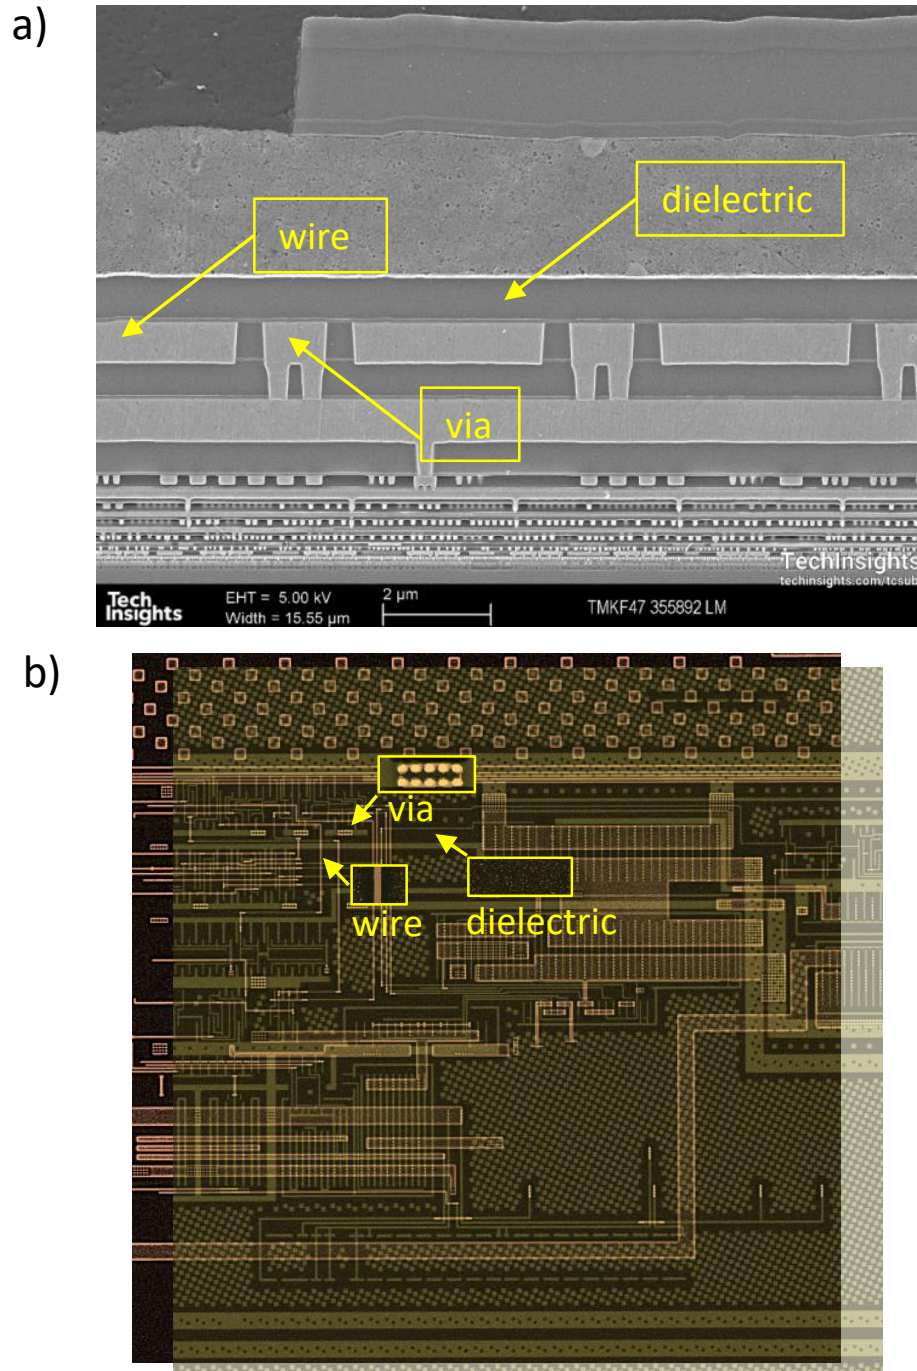 a)
dielectric
wire
via
TechInsights
techinsights.com/tcsub
Tech
Insights
EHT = 5.00 kV
Width = 15.55 µm
2 µm
TMKF47 355892 LM
b)
via
wire
dielectric